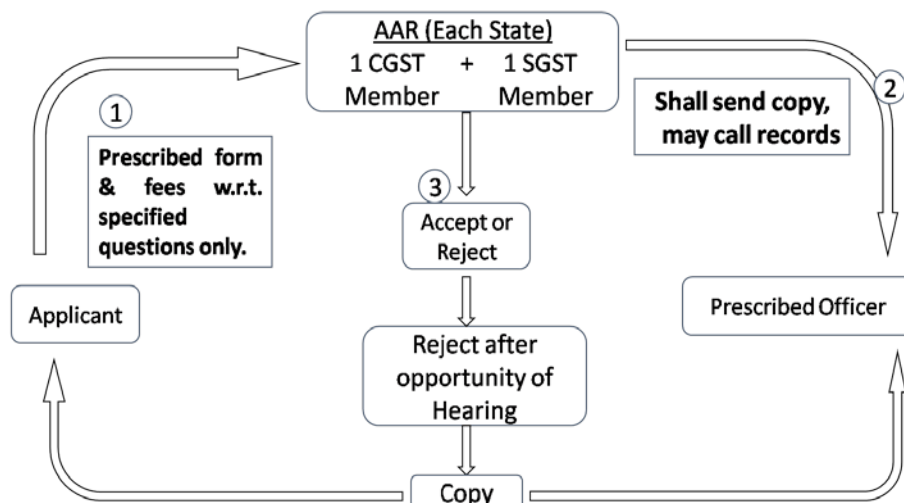 AAR (Each State)
1 CGST + 1 SGST
Member Member
1
Prescribed form
& fees w.r.t.
specified
questions only.
2
Shall send copy,
may call records
3
Accept or
Reject
Applicant
Prescribed Officer
Reject after
opportunity of
Hearing
Copy